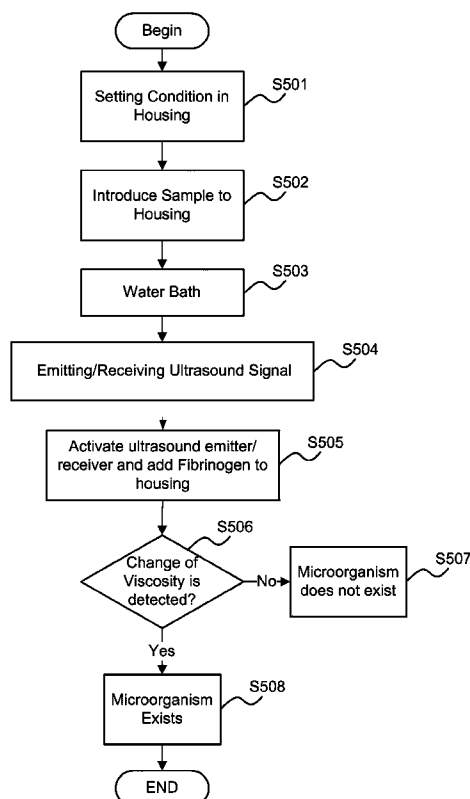 Begin
S501
Setting Condition in
Housing
S502
Introduce Sample to
Housing
S503
Water Bath
S504
Emitting/Receiving Ultrasound Signal
S505
Activate ultrasound emitter/
receiver and add Fibrinogen to
housing
S506
Change of
Viscosity is
detected?
No
S507
Microorganism
does not exist
Yes
S508
Microorganism
Exists
END